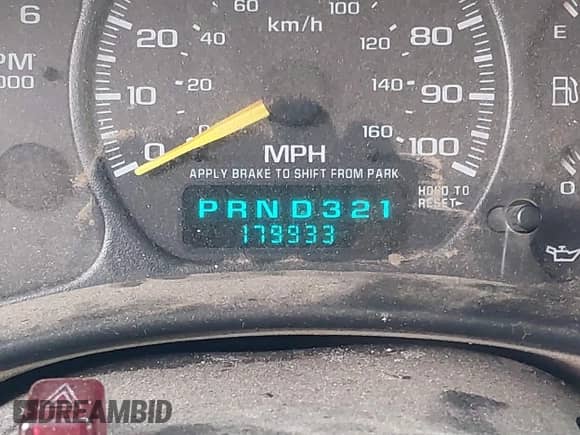 6
PM
000
60
km/h
100
20
40
120
80
E
10
20
140
90
0
0
160
100
MPH
APPLY BRAKE TO SHIFT FROM PARK
HOLD TO
RESET
PRND321
179933
DREAMBID